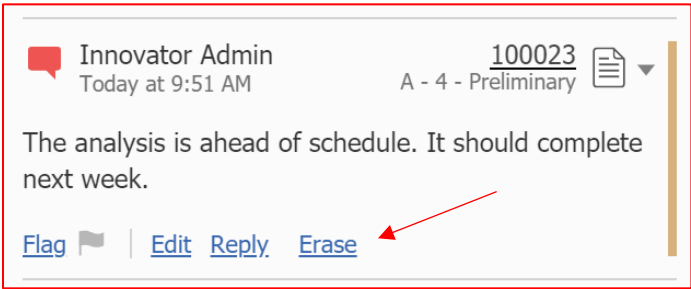 Innovator Admin 100023
Today at 9:51 AM A - 4 - Preliminary
The analysis is ahead of schedule. It should complete
next week.
Flag Edit Reply Erase